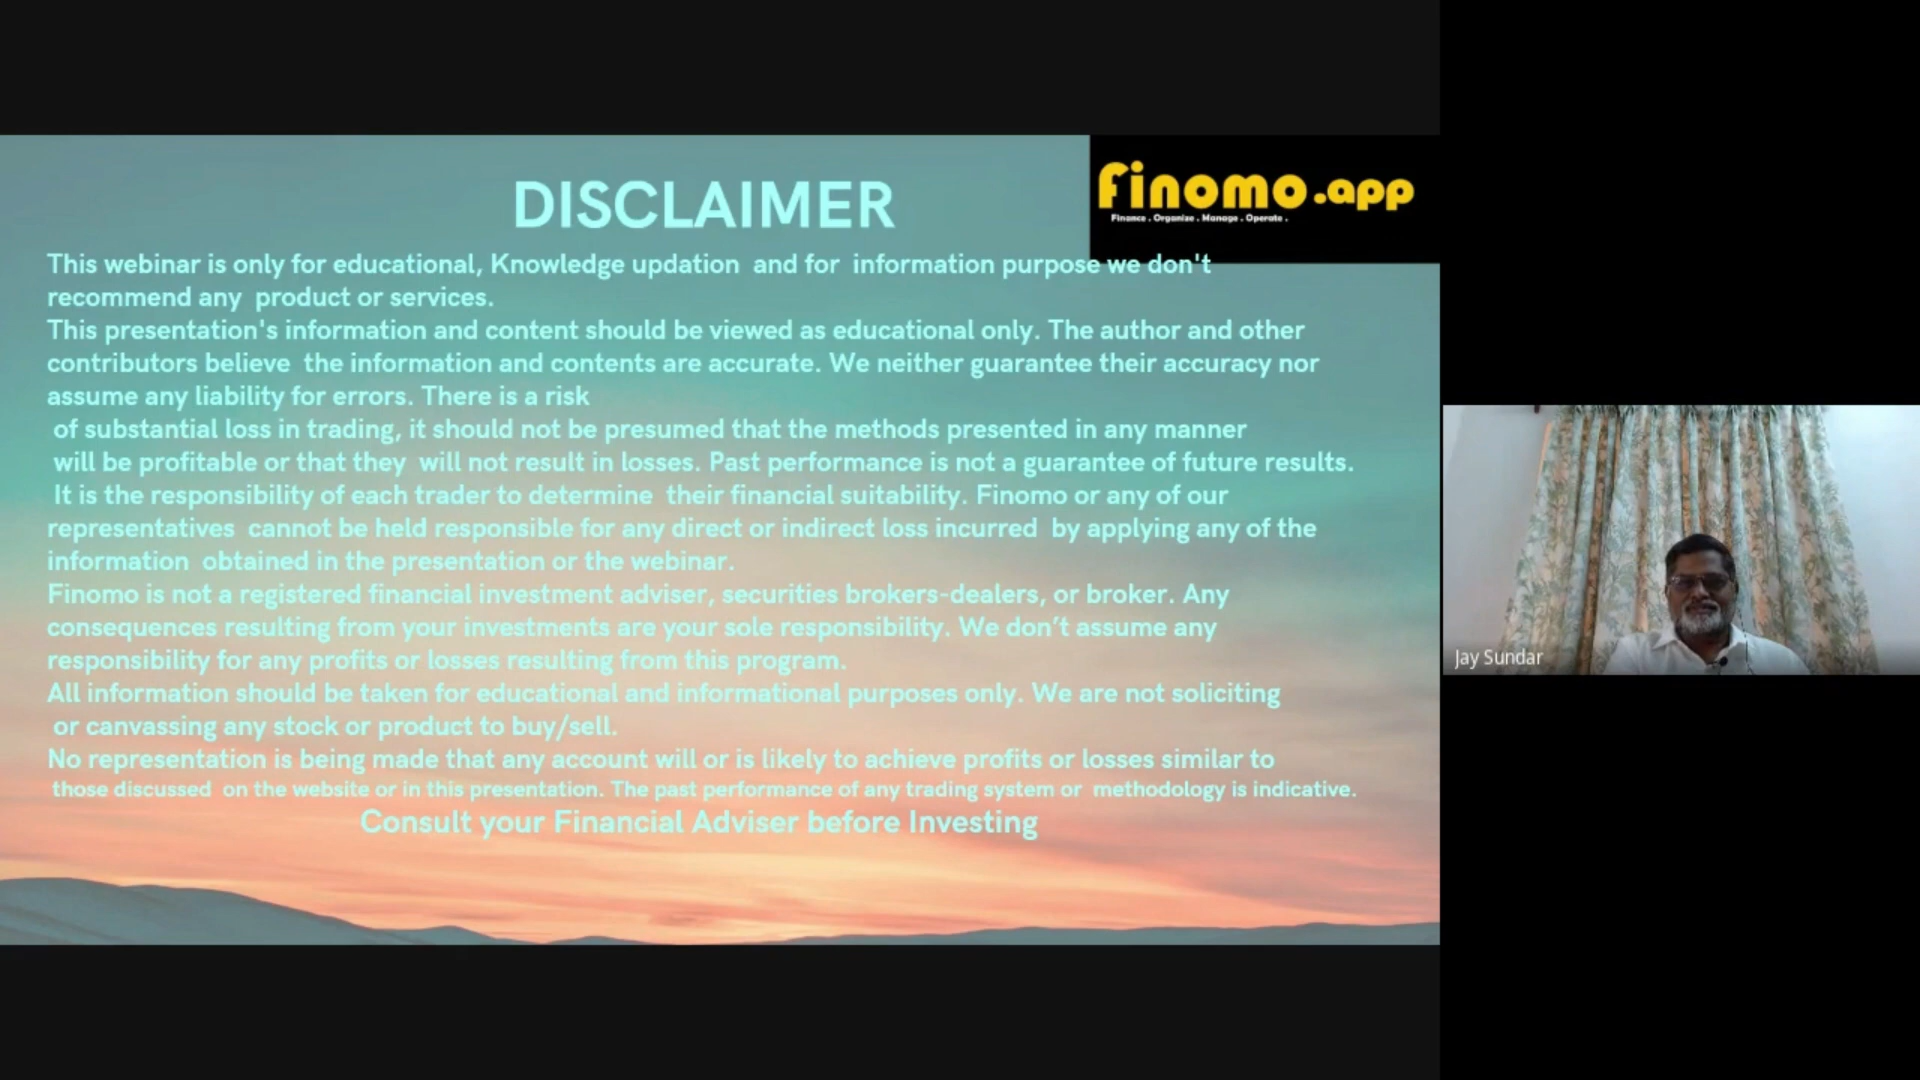 DISCLAIMER
Finomo.app
Finance . Organize . Manage . Operate .
This webinar is only for educational, Knowledge updation and for information purpose we don't
recommend any product or services.
This presentation's information and content should be viewed as educational only. The author and other
contributors believe the information and contents are accurate. We neither guarantee their accuracy nor
assume any liability for errors. There is a risk
of substantial loss in trading, it should not be presumed that the methods presented in any manner
will be profitable or that they will not result in losses. Past performance is not a guarantee of future results.
It is the responsibility of each trader to determine their financial suitability. Finomo or any of our
representatives cannot be held responsible for any direct or indirect loss incurred by applying any of the
information obtained in the presentation or the webinar.
Finomo is not a registered financial investment adviser, securities brokers-dealers, or broker. Any
consequences resulting from your investments are your sole responsibility. We don’t assume any
responsibility for any profits or losses resulting from this program.
All information should be taken for educational and informational purposes only. We are not soliciting
or canvassing any stock or product to buy/sell.
No representation is being made that any account will or is likely to achieve profits or losses similar to
those discussed on the website or in this presentation. The past performance of any trading system or methodology is indicative.
Consult your Financial Adviser before Investing
Jay Sundar